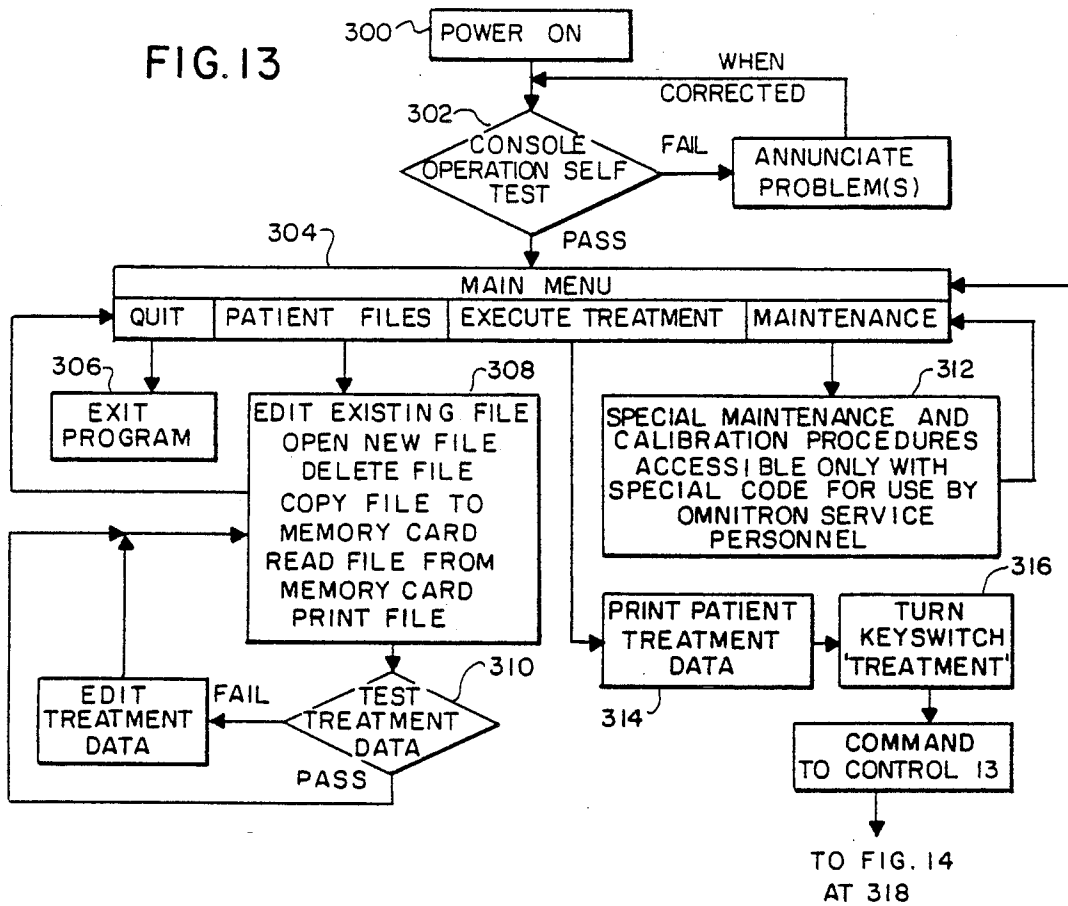 FIG.13
300
POWER ON
WHEN
CORRECTED
302
CONSOLE
OPERATION SELF
TEST
FAIL
ANNUNCIATE
PROBLEM(S)
PASS
304
MAIN MENU
QUIT
PATIENT FILES
EXECUTE TREATMENT
MAINTENANCE
306
EXIT
PROGRAM
308
EDIT EXISTING FILE
OPEN NEW FILE
DELETE FILE
COPY FILE TO
MEMORY CARD
READ FILE FROM
MEMORY CARD
PRINT FILE
312
SPECIAL MAINTENANCE AND
CALIBRATION PROCEDURES
ACCESSIBLE ONLY WITH
SPECIAL CODE FOR USE BY
OMNITRON SERVICE
PERSONNEL
310
TEST
TREATMENT
DATA
FAIL
EDIT
TREATMENT
DATA
PASS
PRINT PATIENT
TREATMENT
DATA
314
316
TURN
KEYSWITCH
'TREATMENT'
COMMAND
TO CONTROL 13
TO FIG.14
AT 318